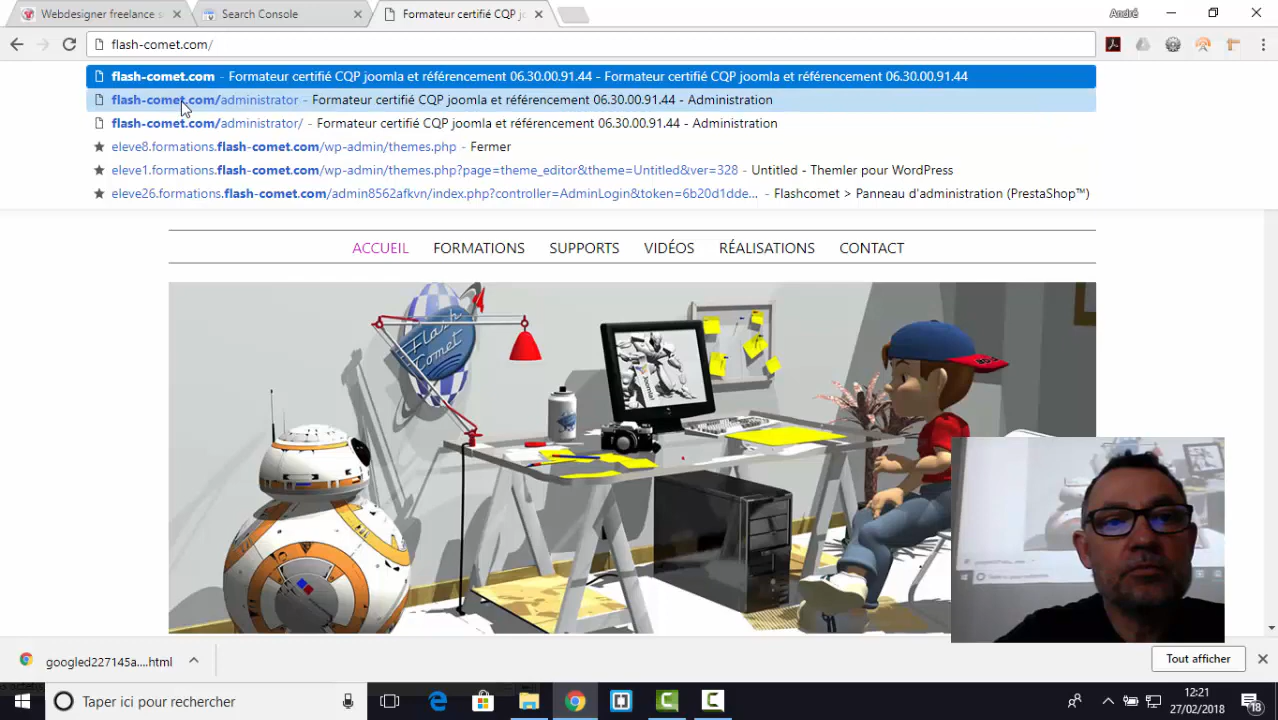 Webdesigner freelance s
Search Console
Formateur certifié CQP jo
André
flash-comet.com/
flash-comet.com - Formateur certifié CQP joomla et référencement 06.30.00.91.44 - Formateur certifié CQP joomla et référencement 06.30.00.91.44
flash-comet.com/administrator - Formateur certifié CQP joomla et référencement 06.30.00.91.44 - Administration
flash-comet.com/administrator/ - Formateur certifié CQP joomla et référencement 06.30.00.91.44 - Administration
eleve8.formations.flash-comet.com/wp-admin/themes.php - Fermer
eleve1.formations.flash-comet.com/wp-admin/themes.php?page=theme_editor&theme=Untitled&ver=328 - Untitled - Themler pour WordPress
eleve26.formations.flash-comet.com/admin8562afkvn/index.php?controller=AdminLogin&token=6b20d1dde... - Flashcomet > Panneau d'administration (PrestaShop™)
ACCUEIL FORMATIONS SUPPORTS VIDÉOS RÉALISATIONS CONTACT
Flash
Comet
Joomla!
googled227145a....html
Tout afficher
Taper ici pour rechercher
12:21
27/02/2018
18